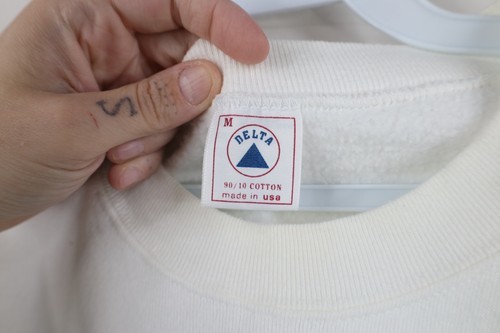 M
DELTA
90/10 COTTON
made in usa